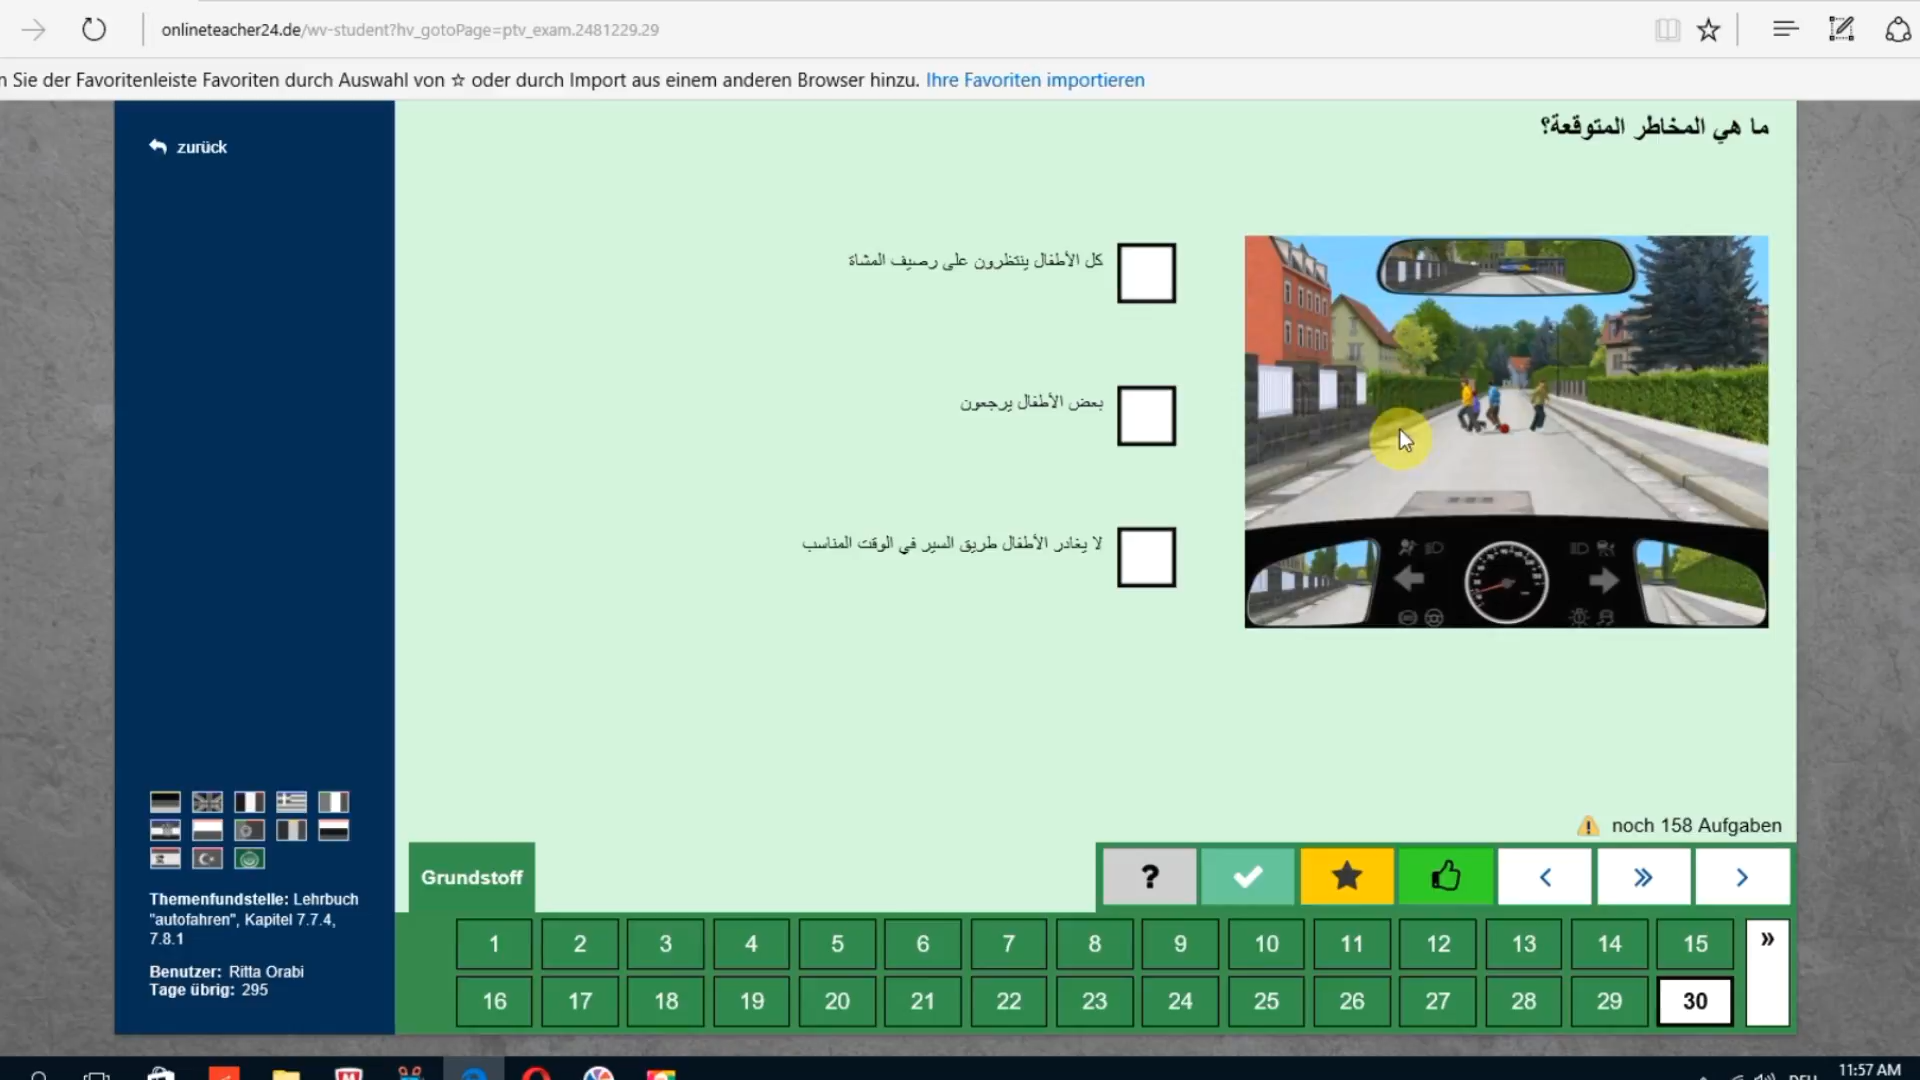 onlineteacher24.de/wv-student?hv_gotoPage=ptv_exam.2481229.29
n Sie der Favoritenleiste Favoriten durch Auswahl von ☆ oder durch Import aus einem anderen Browser hinzu. Ihre Favoriten importieren
zurück
ما هي المخاطر المتوقعة؟
كل الأطفال ينتظرون على رصيف المشاة
بعض الأطفال يرجعون
لا يغادر الأطفال طريق السير في الوقت المناسب
noch 158 Aufgaben
Themenfundstelle: Lehrbuch
"autofahren", Kapitel 7.7.4,
7.8.1
Benutzer: Ritta Orabi
Tage übrig: 295
Grundstoff
?
1 2 3 4 5 6 7 8 9 10 11 12 13 14 15 »
16 17 18 19 20 21 22 23 24 25 26 27 28 29 30
11:57 AM